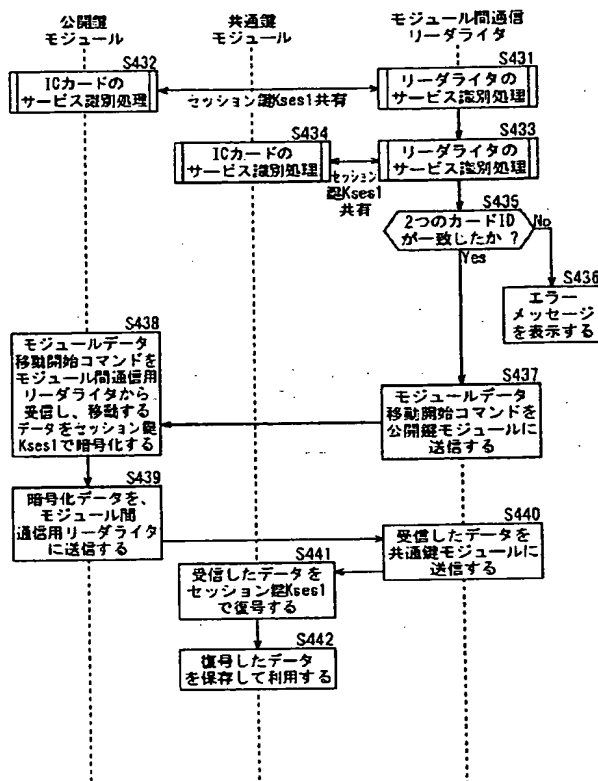 公開鍵
モジュール
共通鍵
モジュール
モジュール間通信
リーダライタ
S432
ICカードの
サービス識別処理
セッション鍵Kses1共有
S431
リーダライタの
サービス識別処理
S434
ICカードの
サービス識別処理
セッション
鍵Kses1
共有
S433
リーダライタの
サービス識別処理
S435
2つのカードID
が一致したか ?
No
Yes
S436
エラー
メッセージ
を表示する
S438
モジュールデータ
移動開始コマンドを
モジュール間通信用
リーダライタから
受信し、移動する
データをセッション鍵
Kses1で暗号化する
S437
モジュールデータ
移動開始コマンドを
公開鍵モジュールに
送信する
S439
暗号化データを、
モジュール間
通信用リーダライタ
に送信する
S440
受信したデータを
共通鍵モジュールに
送信する
S441
受信したデータを
セッション鍵Kses1
で復号する
S442
復号したデータ
を保存して利用する